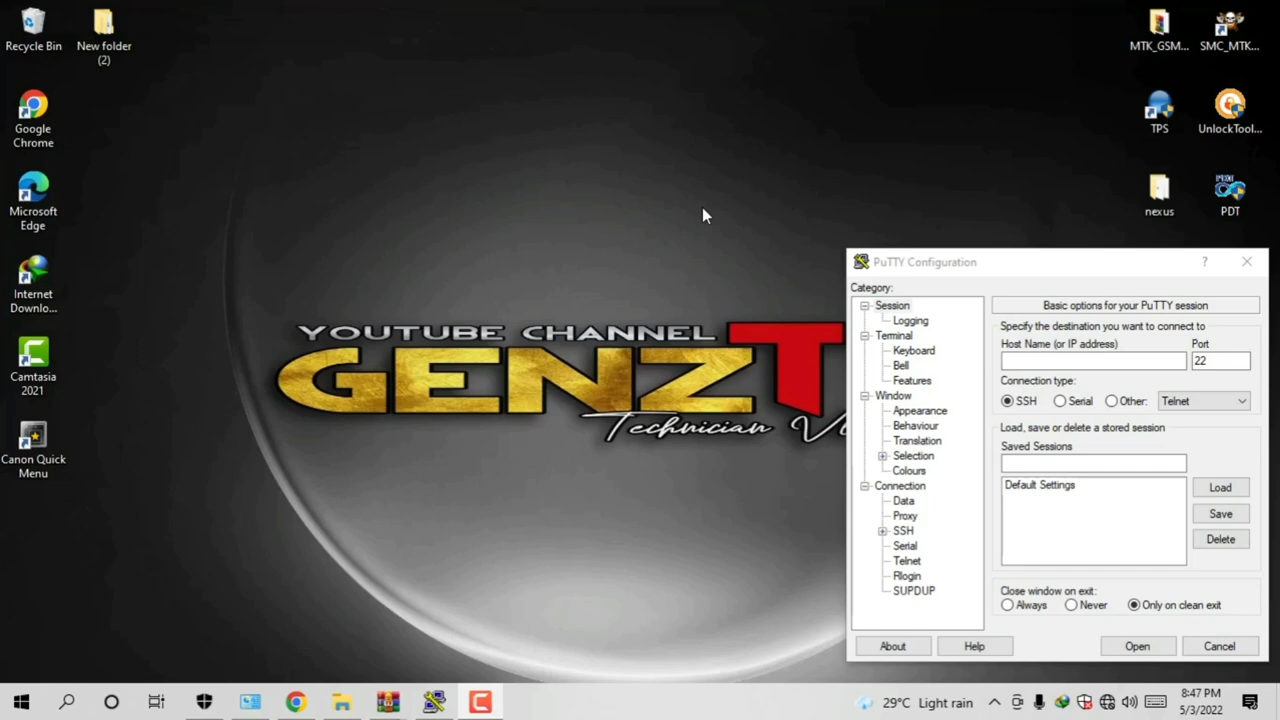 Recycle Bin
New folder
(2)
Google
Chrome
Microsoft
Edge
Internet
Downlo...
Camtasia
2021
Canon Quick
Menu
MTK_GSM...
SMC_MTK...
TPS
UnlockTool...
nexus
PDT
YOUTUBE CHANNEL
GENZT
Technician
PuTTY Configuration
?
Category:
Session
Logging
Terminal
Keyboard
Bell
Features
Window
Appearance
Behaviour
Translation
Selection
Colours
Connection
Data
Proxy
SSH
Serial
Telnet
Rlogin
SUPDUP
Basic options for your PuTTY session
Specify the destination you want to connect to
Host Name (or IP address) Port
22
Connection type:
SSH Serial Other: Telnet
Load, save or delete a stored session
Saved Sessions
Default Settings
Load
Save
Delete
Close window on exit:
Always Never Only on clean exit
About Help Open Cancel
29°C Light rain
8:47 PM
5/3/2022